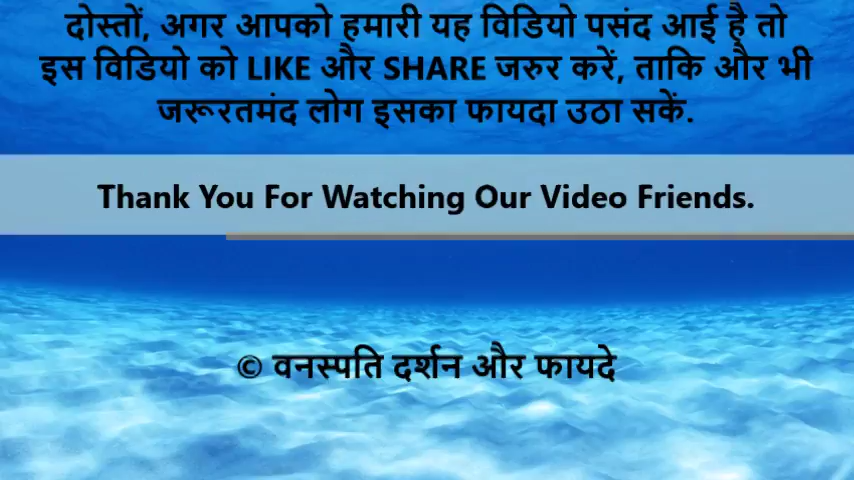 दोस्तों, अगर आपको हमारी यह विडियो पसंद आई है तो
इस विडियो को LIKE और SHARE जरुर करें, ताकि और भी
जरूरतमंद लोग इसका फायदा उठा सकें.
Thank You For Watching Our Video Friends.
© वनस्पति दर्शन और फायदे